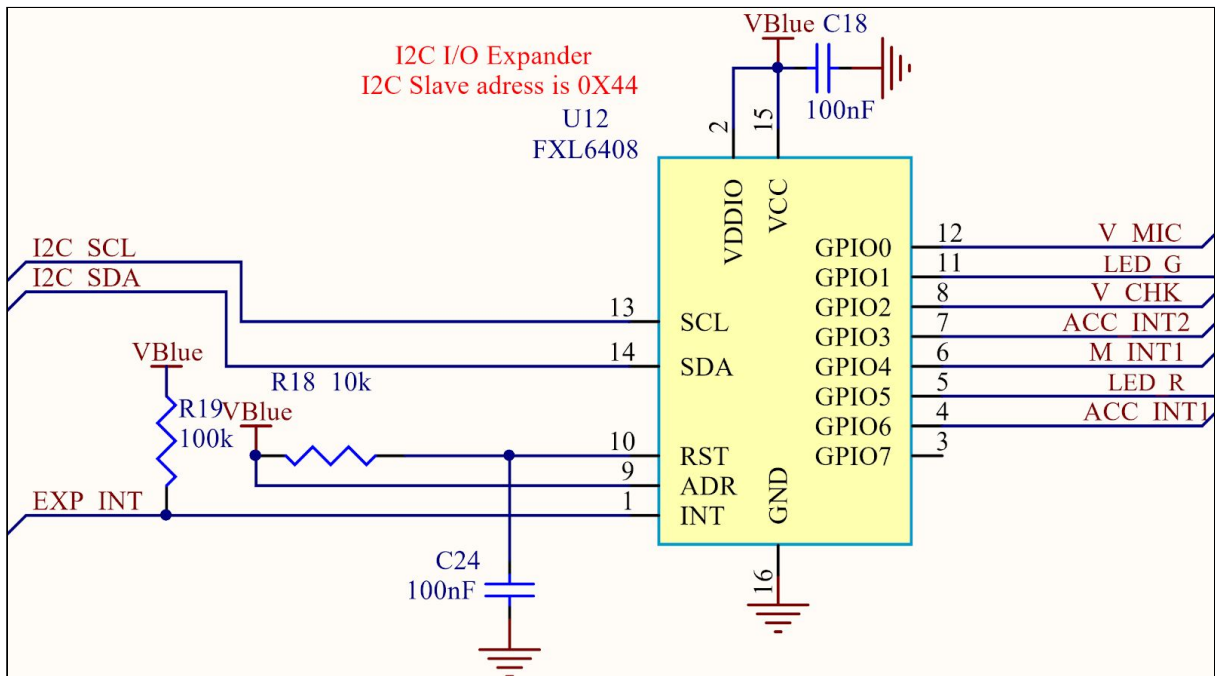 VBlue C18
I2C I/O Expander
I2C Slave adress is 0X44
100nF
U12
FXL6408
2
15
VDDIO
VCC
I2C SCL
I2C SDA
13
SCL
14
SDA
VBlue
R18 10k
R19
100k
VBlue
10
RST
9
ADR
EXP INT
1
INT
GPIO0
12
V MIC
GPIO1
11
LED G
GPIO2
8
V CHK
GPIO3
7
ACC INT2
GPIO4
6
M INT1
GPIO5
5
LED R
GPIO6
4
ACC INT1
GPIO7
3
GND
16
C24
100nF